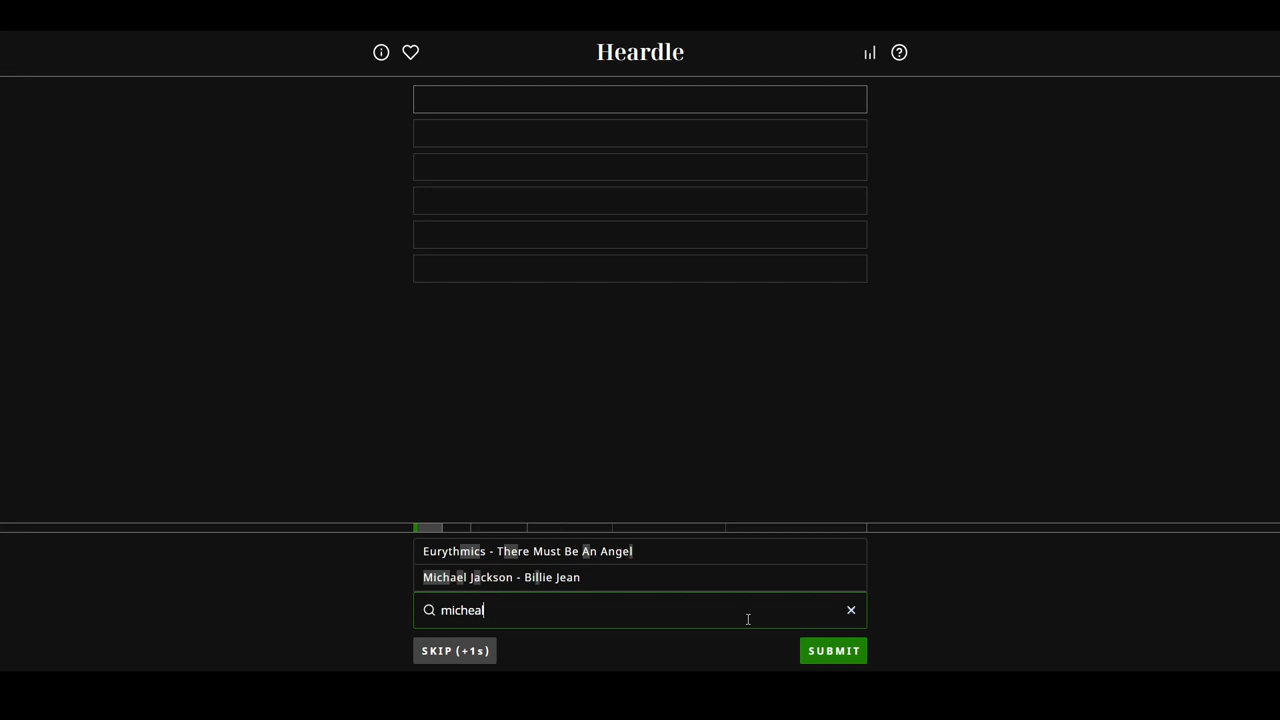 Heardle
Eurythmics - There Must Be An Angel
Michael Jackson - Billie Jean
micheal
SKIP (+1s)
SUBMIT